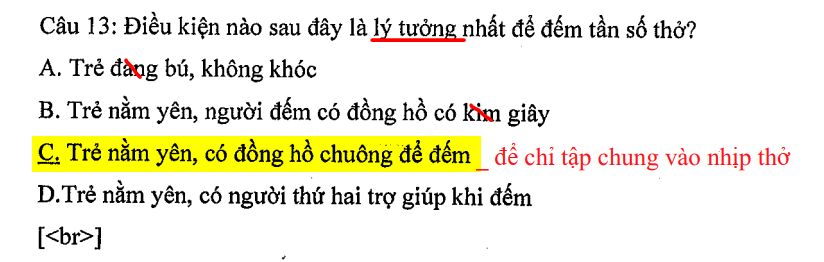 Câu 13: Điều kiện nào sau đây là lý tưởng nhất để đếm tần số thở?
A. Trẻ đang bú, không khóc
B. Trẻ nằm yên, người đếm có đồng hồ có kim giây
C. Trẻ nằm yên, có đồng hồ chuông để đếm _ để chỉ tập chung vào nhịp thở
D.Trẻ nằm yên, có người thứ hai trợ giúp khi đếm
[<br>]